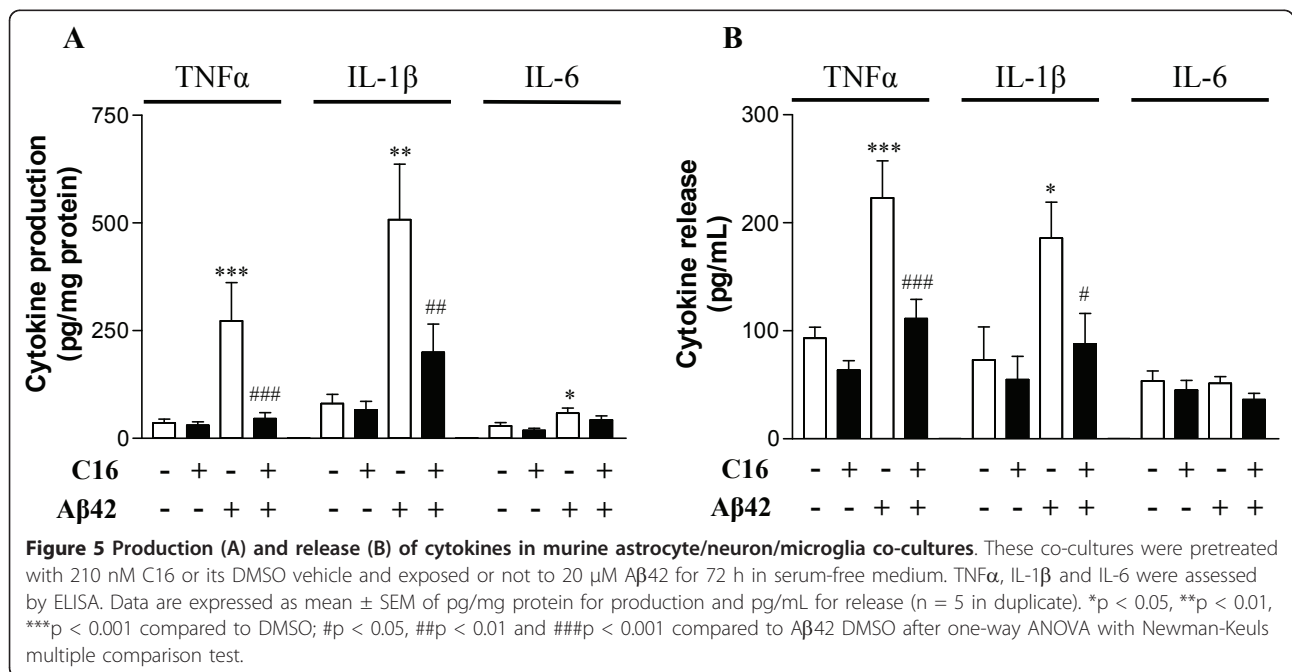 A
TNFα IL-1β IL-6
750
500
250
0
Cytokine production
(pg/mg protein)
*** ### ** ## *
C16 - + - + - + - + - + - +
Aβ42 - - + + - - + + - - + +
B
TNFα IL-1β IL-6
300
200
100
0
Cytokine release
(pg/mL)
*** ### * #
C16 - + - + - + - + - + - +
Aβ42 - - + + - - + + - - + +
Figure 5 Production (A) and release (B) of cytokines in murine astrocyte/neuron/microglia co-cultures. These co-cultures were pretreated
with 210 nM C16 or its DMSO vehicle and exposed or not to 20 μM Aβ42 for 72 h in serum-free medium. TNFα, IL-1β and IL-6 were assessed
by ELISA. Data are expressed as mean ± SEM of pg/mg protein for production and pg/mL for release (n = 5 in duplicate). *p < 0.05, **p < 0.01,
***p < 0.001 compared to DMSO; #p < 0.05, ##p < 0.01 and ###p < 0.001 compared to Aβ42 DMSO after one-way ANOVA with Newman-Keuls
multiple comparison test.